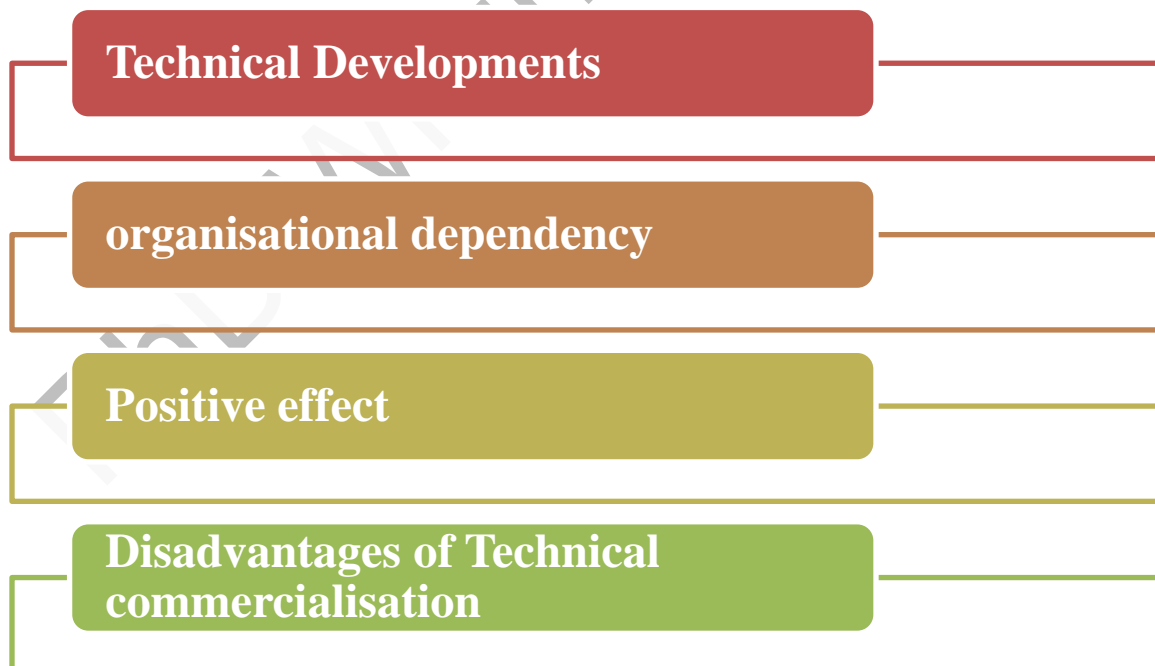 Technical Developments
organisational dependency
Positive effect
Disadvantages of Technical
commercialisation